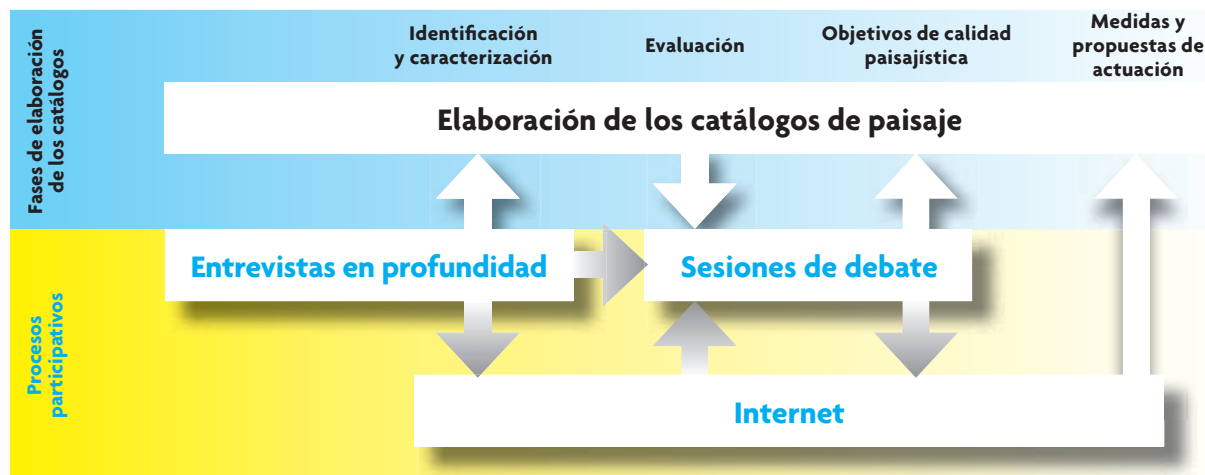 Fases de elaboración
de los catálogos
Identificación
y caracterización
Evaluación
Objetivos de calidad
paisajística
Medidas y
propuestas de
actuación
Elaboración de los catálogos de paisaje
Procesos
participativos
Entrevistas en profundidad
Sesiones de debate
Internet